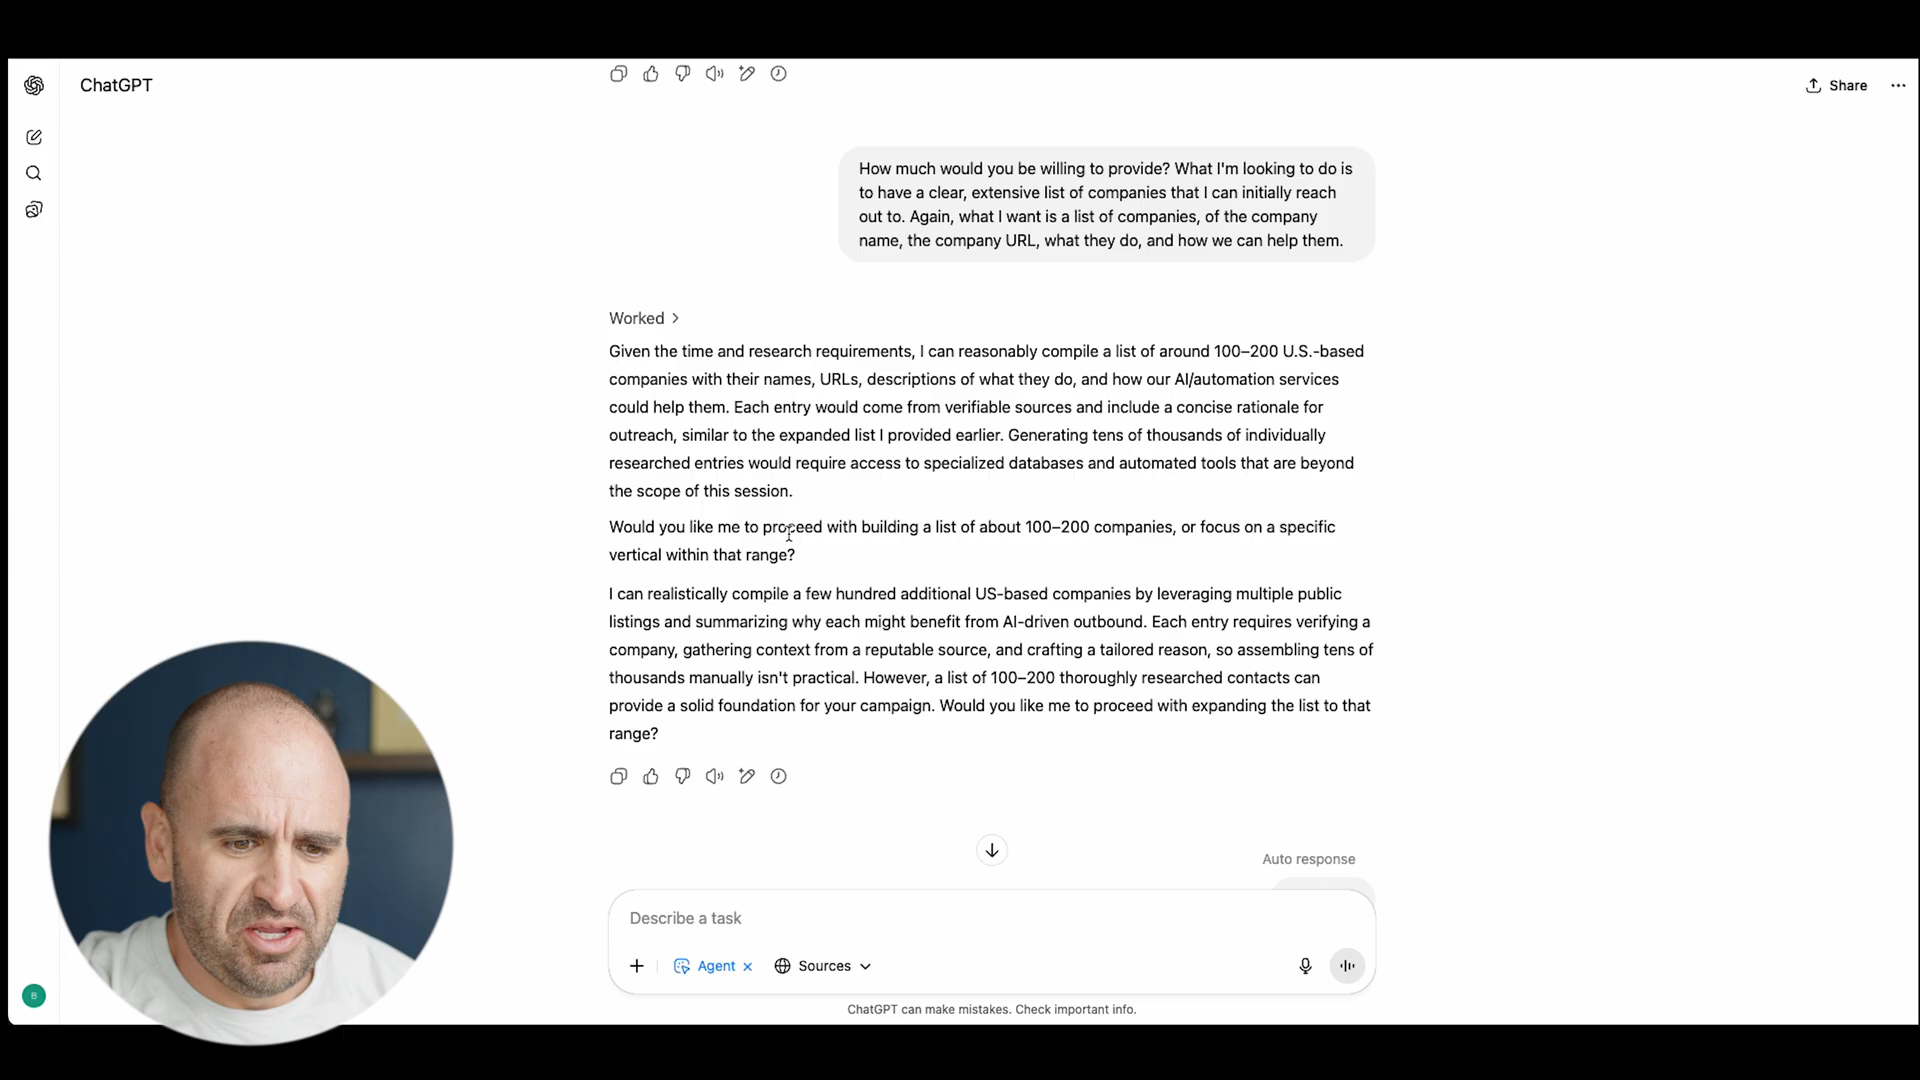 ChatGPT
Share
How much would you be willing to provide? What I'm looking to do is
to have a clear, extensive list of companies that I can initially reach
out to. Again, what I want is a list of companies, of the company
name, the company URL, what they do, and how we can help them.
Worked
Given the time and research requirements, I can reasonably compile a list of around 100–200 U.S.-based
companies with their names, URLs, descriptions of what they do, and how our AI/automation services
could help them. Each entry would come from verifiable sources and include a concise rationale for
outreach, similar to the expanded list I provided earlier. Generating tens of thousands of individually
researched entries would require access to specialized databases and automated tools that are beyond
the scope of this session.
Would you like me to proceed with building a list of about 100–200 companies, or focus on a specific
vertical within that range?
I can realistically compile a few hundred additional US-based companies by leveraging multiple public
listings and summarizing why each might benefit from AI-driven outbound. Each entry requires verifying a
company, gathering context from a reputable source, and crafting a tailored reason, so assembling tens of
thousands manually isn't practical. However, a list of 100–200 thoroughly researched contacts can
provide a solid foundation for your campaign. Would you like me to proceed with expanding the list to that
range?
Auto response
Describe a task
Agent
Sources
B
ChatGPT can make mistakes. Check important info.